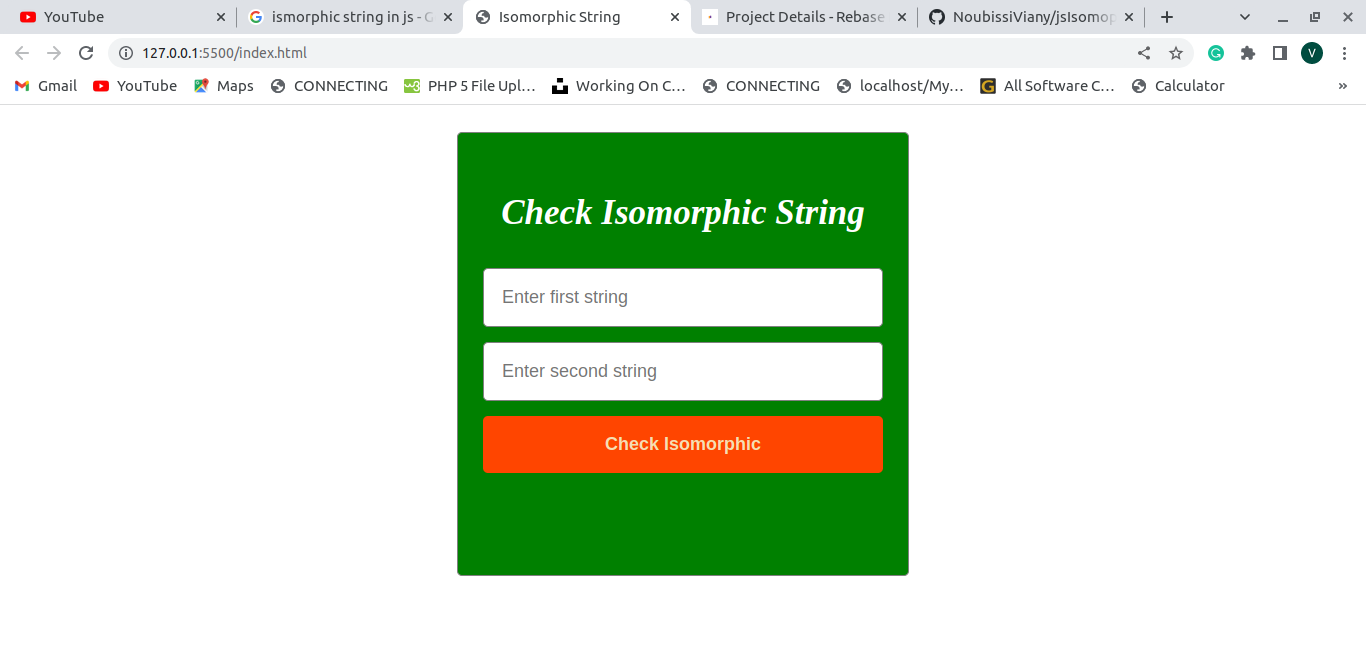 YouTube
ismorphic string in js - G
Isomorphic String
Project Details - Rebase
NoubissiViany/jsIsomop
127.0.0.1:5500/index.html
V
Gmail
YouTube
Maps
CONNECTING
PHP 5 File Upl...
Working On C...
CONNECTING
localhost/My...
All Software C...
Calculator
»
Check Isomorphic String
Enter first string
Enter second string
Check Isomorphic